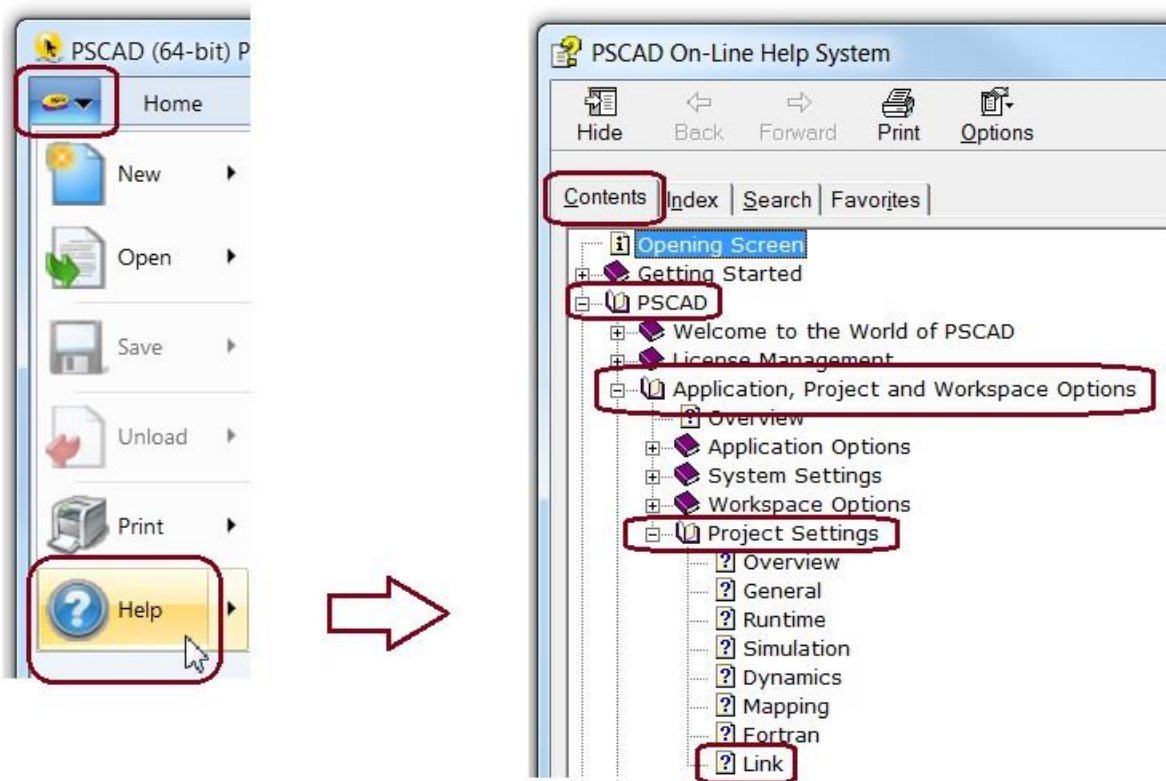 PSCAD (64-bit) P
Home
New
Open
Save
Unload
Print
Help
PSCAD On-Line Help System
Hide Back Forward Print Options
Contents Index Search Favorites
Opening Screen
Getting Started
PSCAD
Welcome to the World of PSCAD
License Management
Application, Project and Workspace Options
Overview
Application Options
System Settings
Workspace Options
Project Settings
Overview
General
Runtime
Simulation
Dynamics
Mapping
Fortran
Link